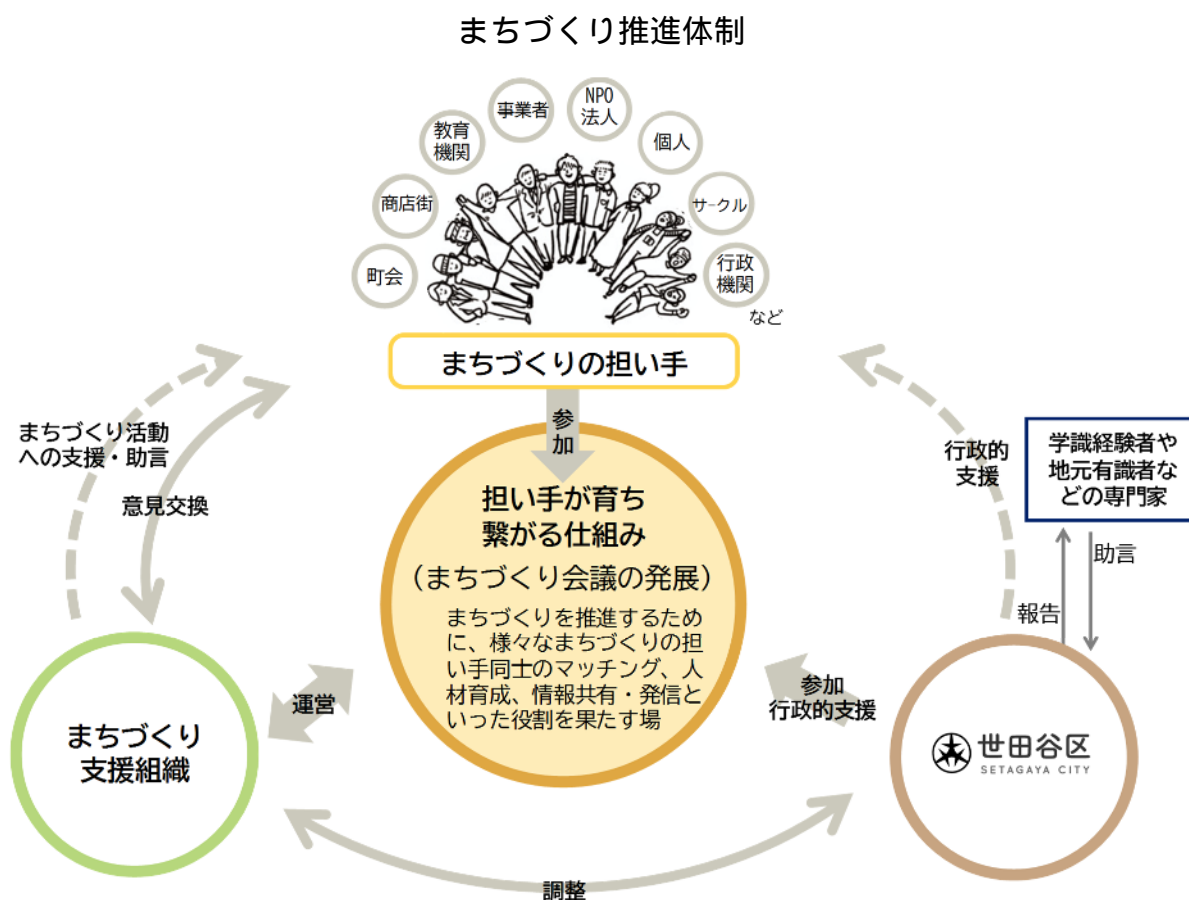 まちづくり推進体制
NPO
法人
事業者
個人
教育
機関
商店街
サークル
町会
行政
機関
など
まちづくりの担い手
参
加
まちづくり活動
への支援・助言
意見交換
行政的
支援
学識経験者や
地元有識者な
どの専門家
助言
報告
担い手が育ち
繋がる仕組み
（まちづくり会議の発展）
まちづくりを推進するため
に、様々なまちづくりの担
い手同士のマッチング、人
材育成、情報共有・発信と
いった役割を果たす場
運営
参加
行政的支援
まちづくり
支援組織
世田谷区
SETAGAYA CITY
調整